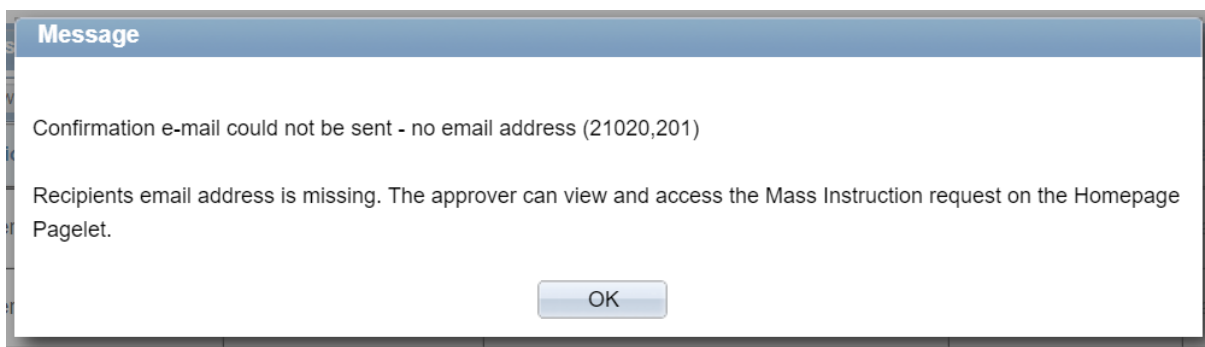 Message
Confirmation e-mail could not be sent - no email address (21020,201)
Recipients email address is missing. The approver can view and access the Mass Instruction request on the Homepage
Pagelet.
OK